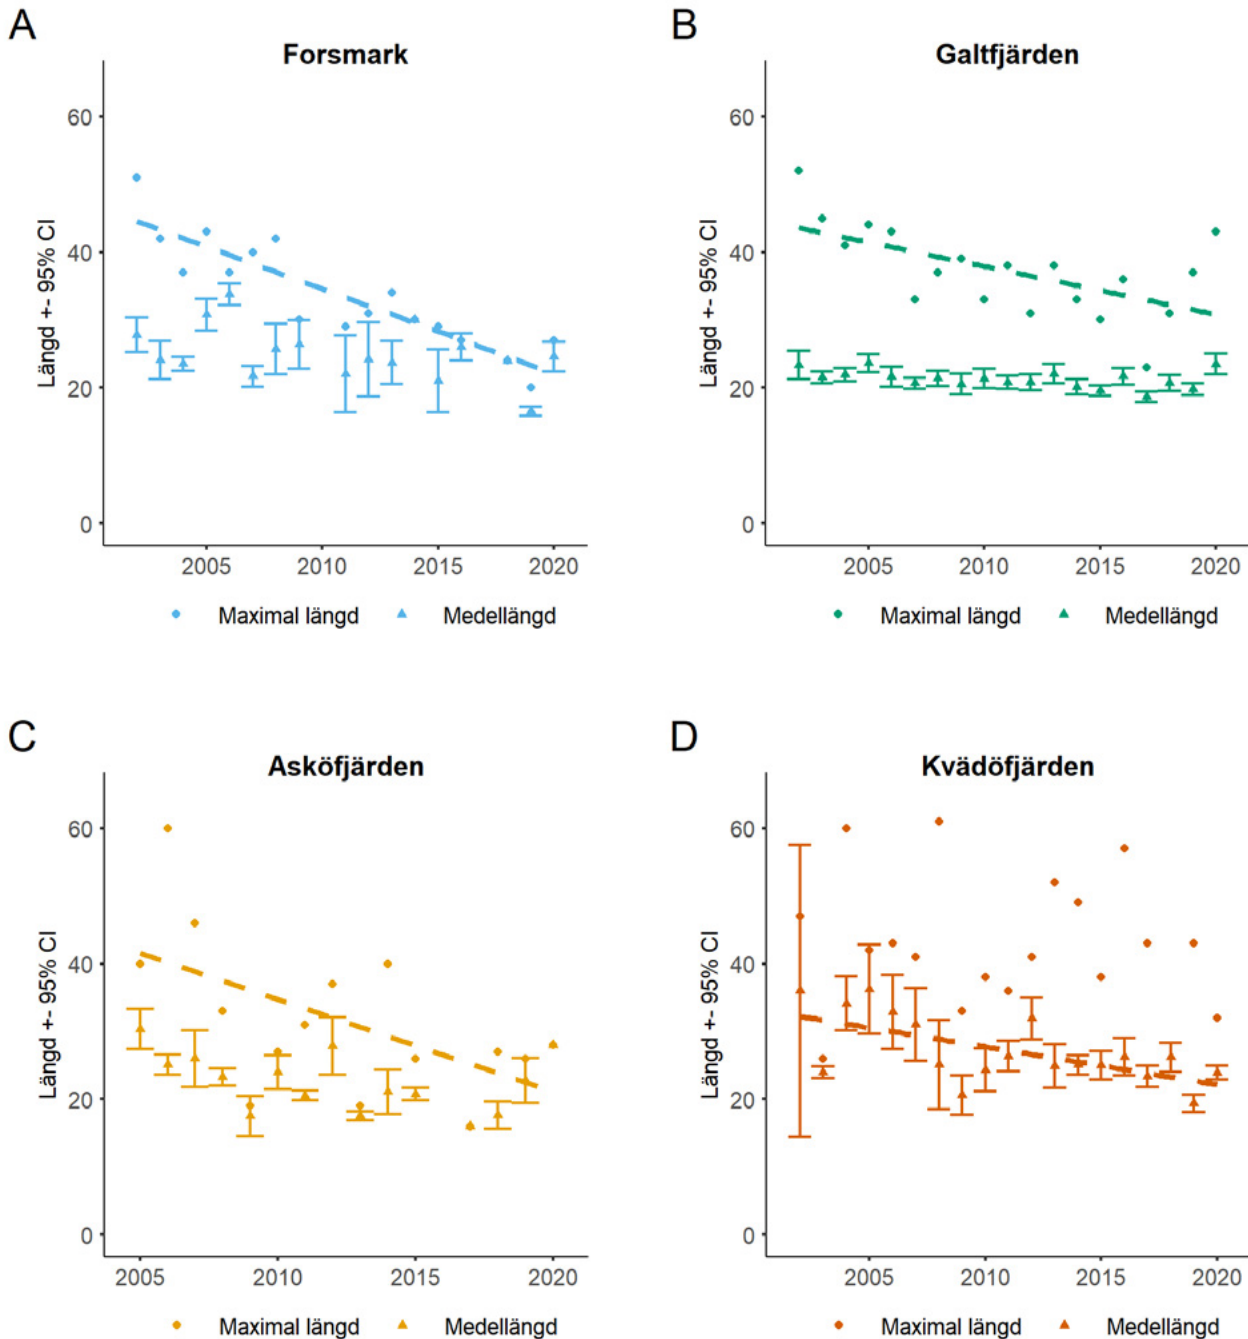 A
Forsmark
Längd +- 95% CI
60
40
20
0
2005 2010 2015 2020
Maximal längd Medellängd
B
Galtfjärden
Längd +- 95% CI
60
40
20
0
2005 2010 2015 2020
Maximal längd Medellängd
C
Asköfjärden
Längd +- 95% CI
60
40
20
0
2005 2010 2015 2020
Maximal längd Medellängd
D
Kvädöfjärden
Längd +- 95% CI
60
40
20
0
2005 2010 2015 2020
Maximal längd Medellängd